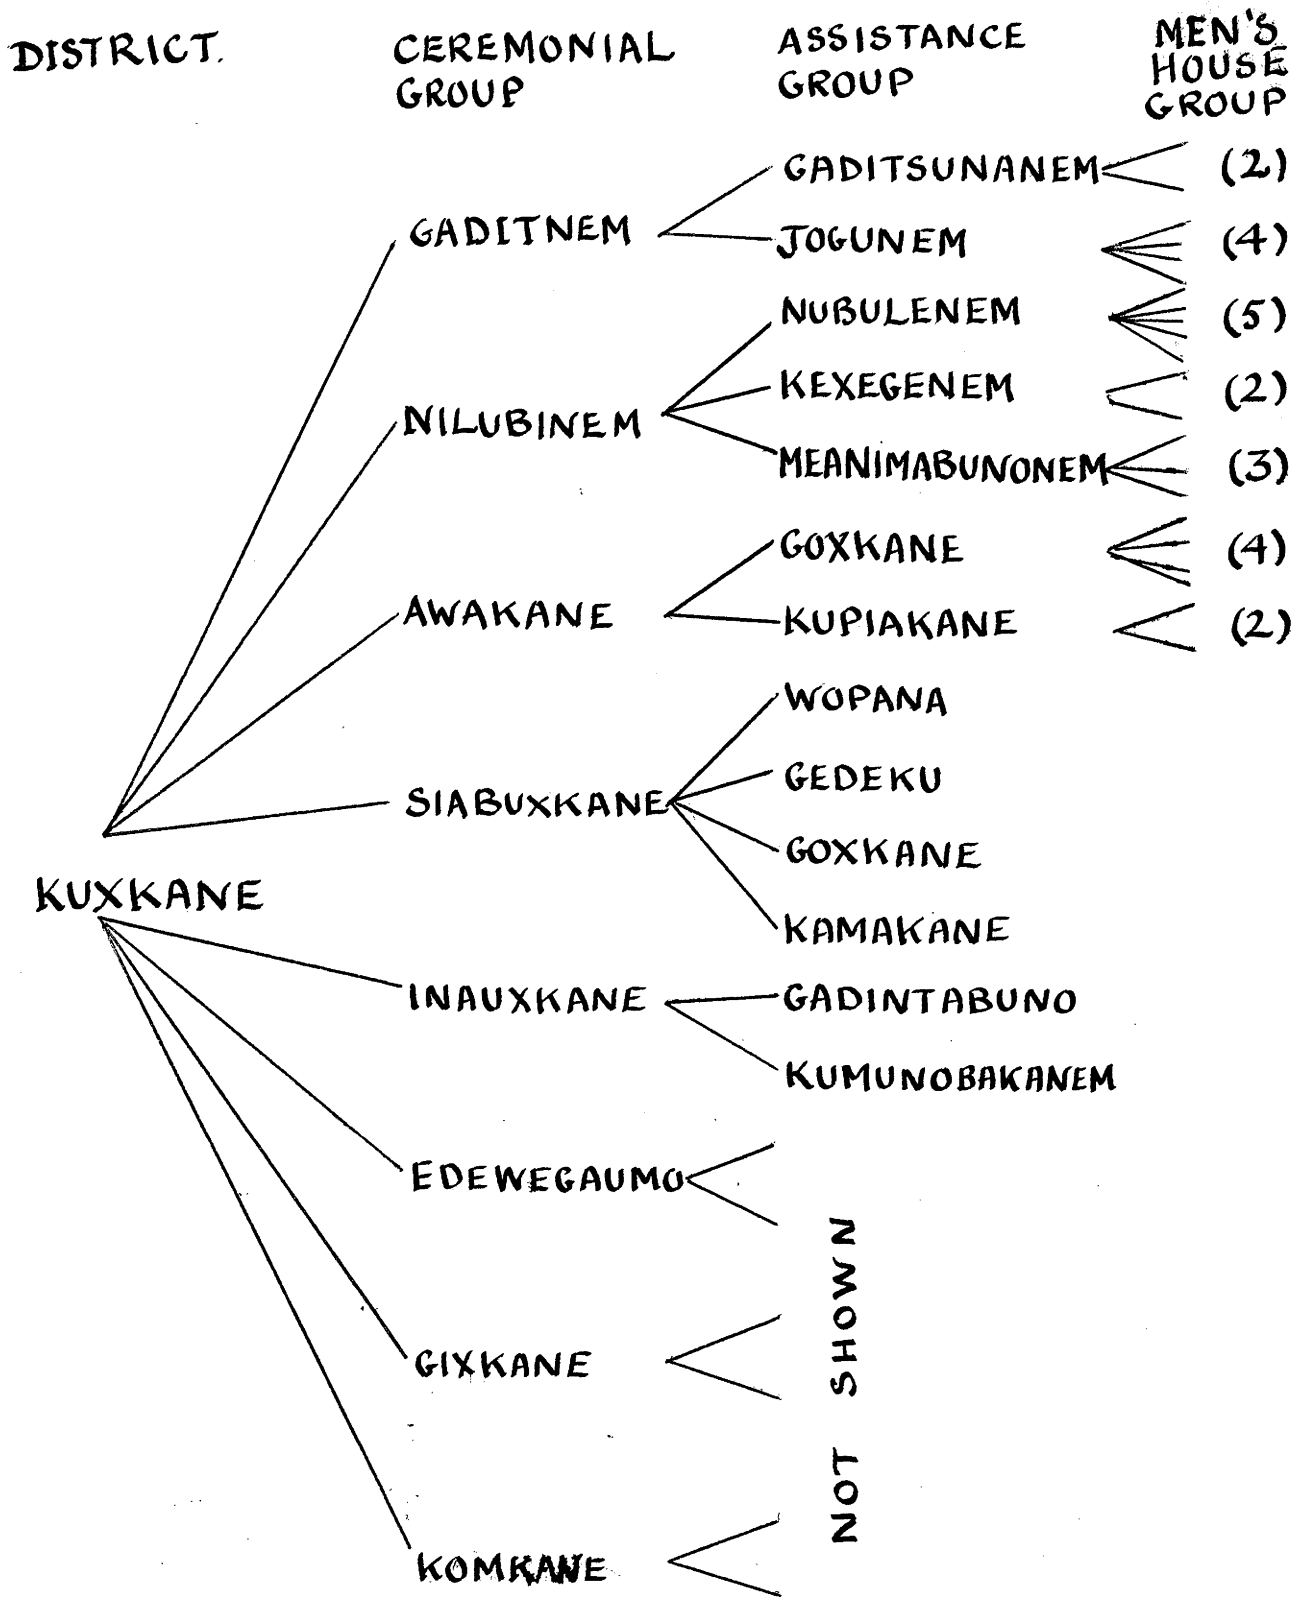 DISTRICT.
CEREMONIAL
GROUP
ASSISTANCE
GROUP
MEN'S
HOUSE
GROUP
GADITSUNANEM (2)
GADITNEM
JOGUNEM (4)
NUBULENEM (5)
KEXEGENEM (2)
NILUBINEM
MEANIMABUNONEM (3)
GOXKANE (4)
AWAKANE
KUPIAKANE (2)
WOPANA
GEDEKU
SIABUXKANE
GOXKANE
KUXKANE
KAMAKANE
INAUXKANE
GADINTABUNO
KUMUNOBAKANEM
EDEWEGAUMO
GIXKANE
KOMKANE
NOT SHOWN